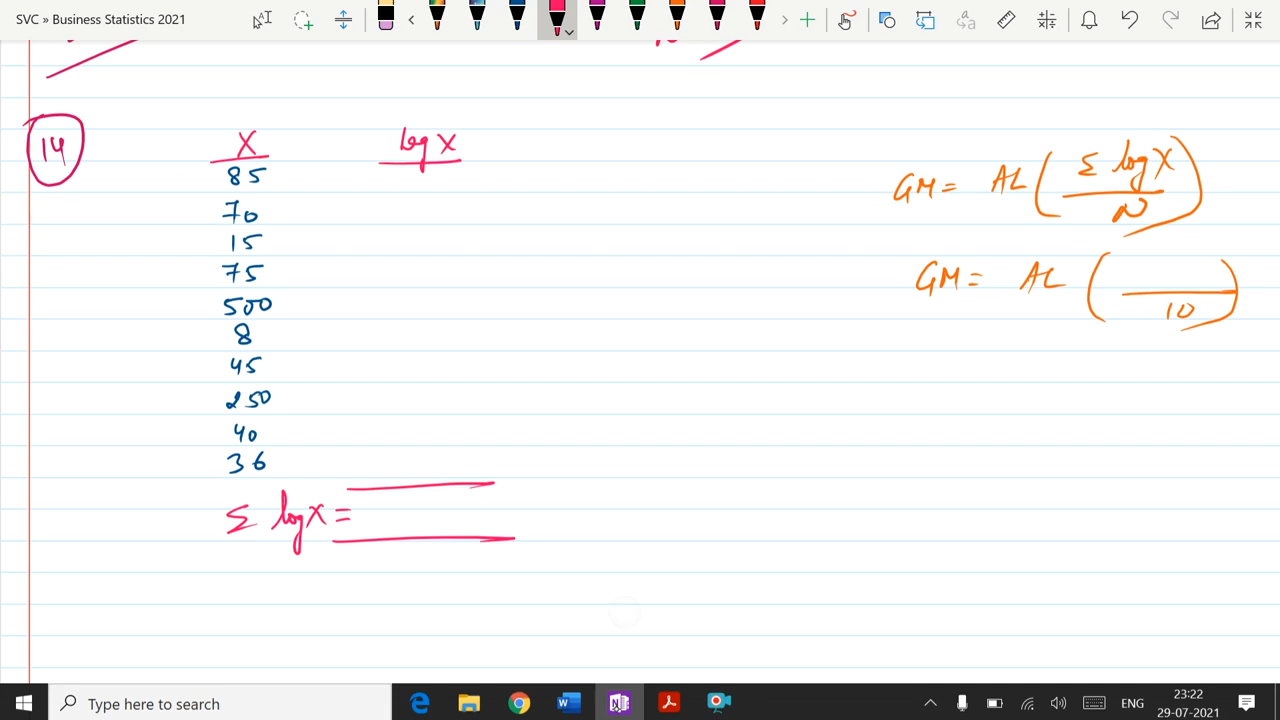 SVC » Business Statistics 2021
14
X log X
85
70
15
75
500
8
45
250
40
36
Σ log X =
GM = AL ( Σ log X / N )
GM = AL ( / 10 )
Type here to search
ENG
23:22
29-07-2021